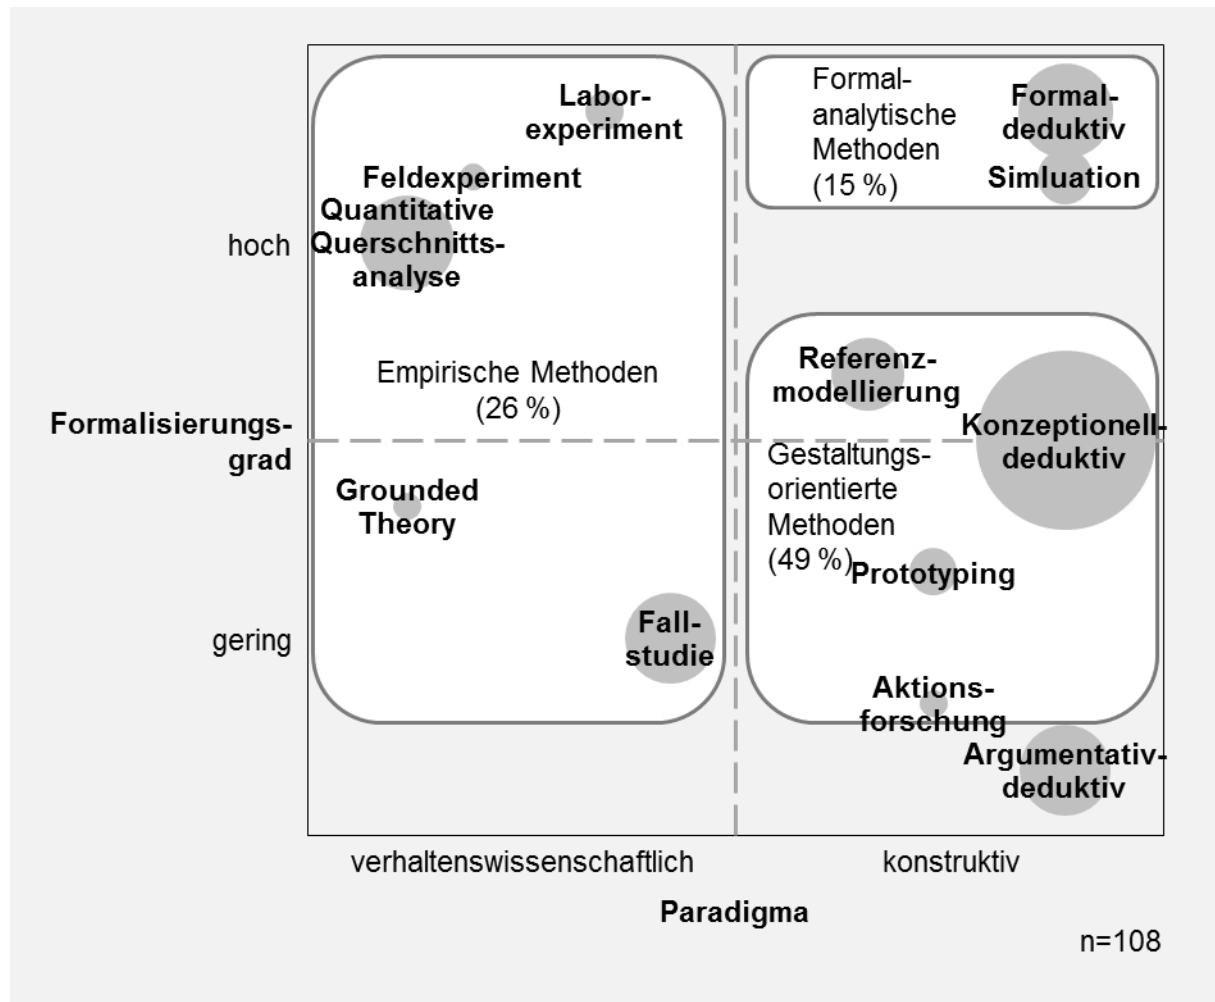 Labor-
experiment
Feldexperiment
Quantitative
Querschnitts-
analyse
Empirische Methoden
(26 %)
Grounded
Theory
Fall-
studie
Formal-
analytische
Methoden
(15 %)
Formal-
deduktiv
Simluation
Referenz-
modellierung
Konzeptionell-
deduktiv
Gestaltungs-
orientierte
Methoden
(49 %)
Prototyping
Aktions-
forschung
Argumentativ-
deduktiv
hoch
Formalisierungs-
grad
gering
verhaltenswissenschaftlich
konstruktiv
Paradigma
n=108